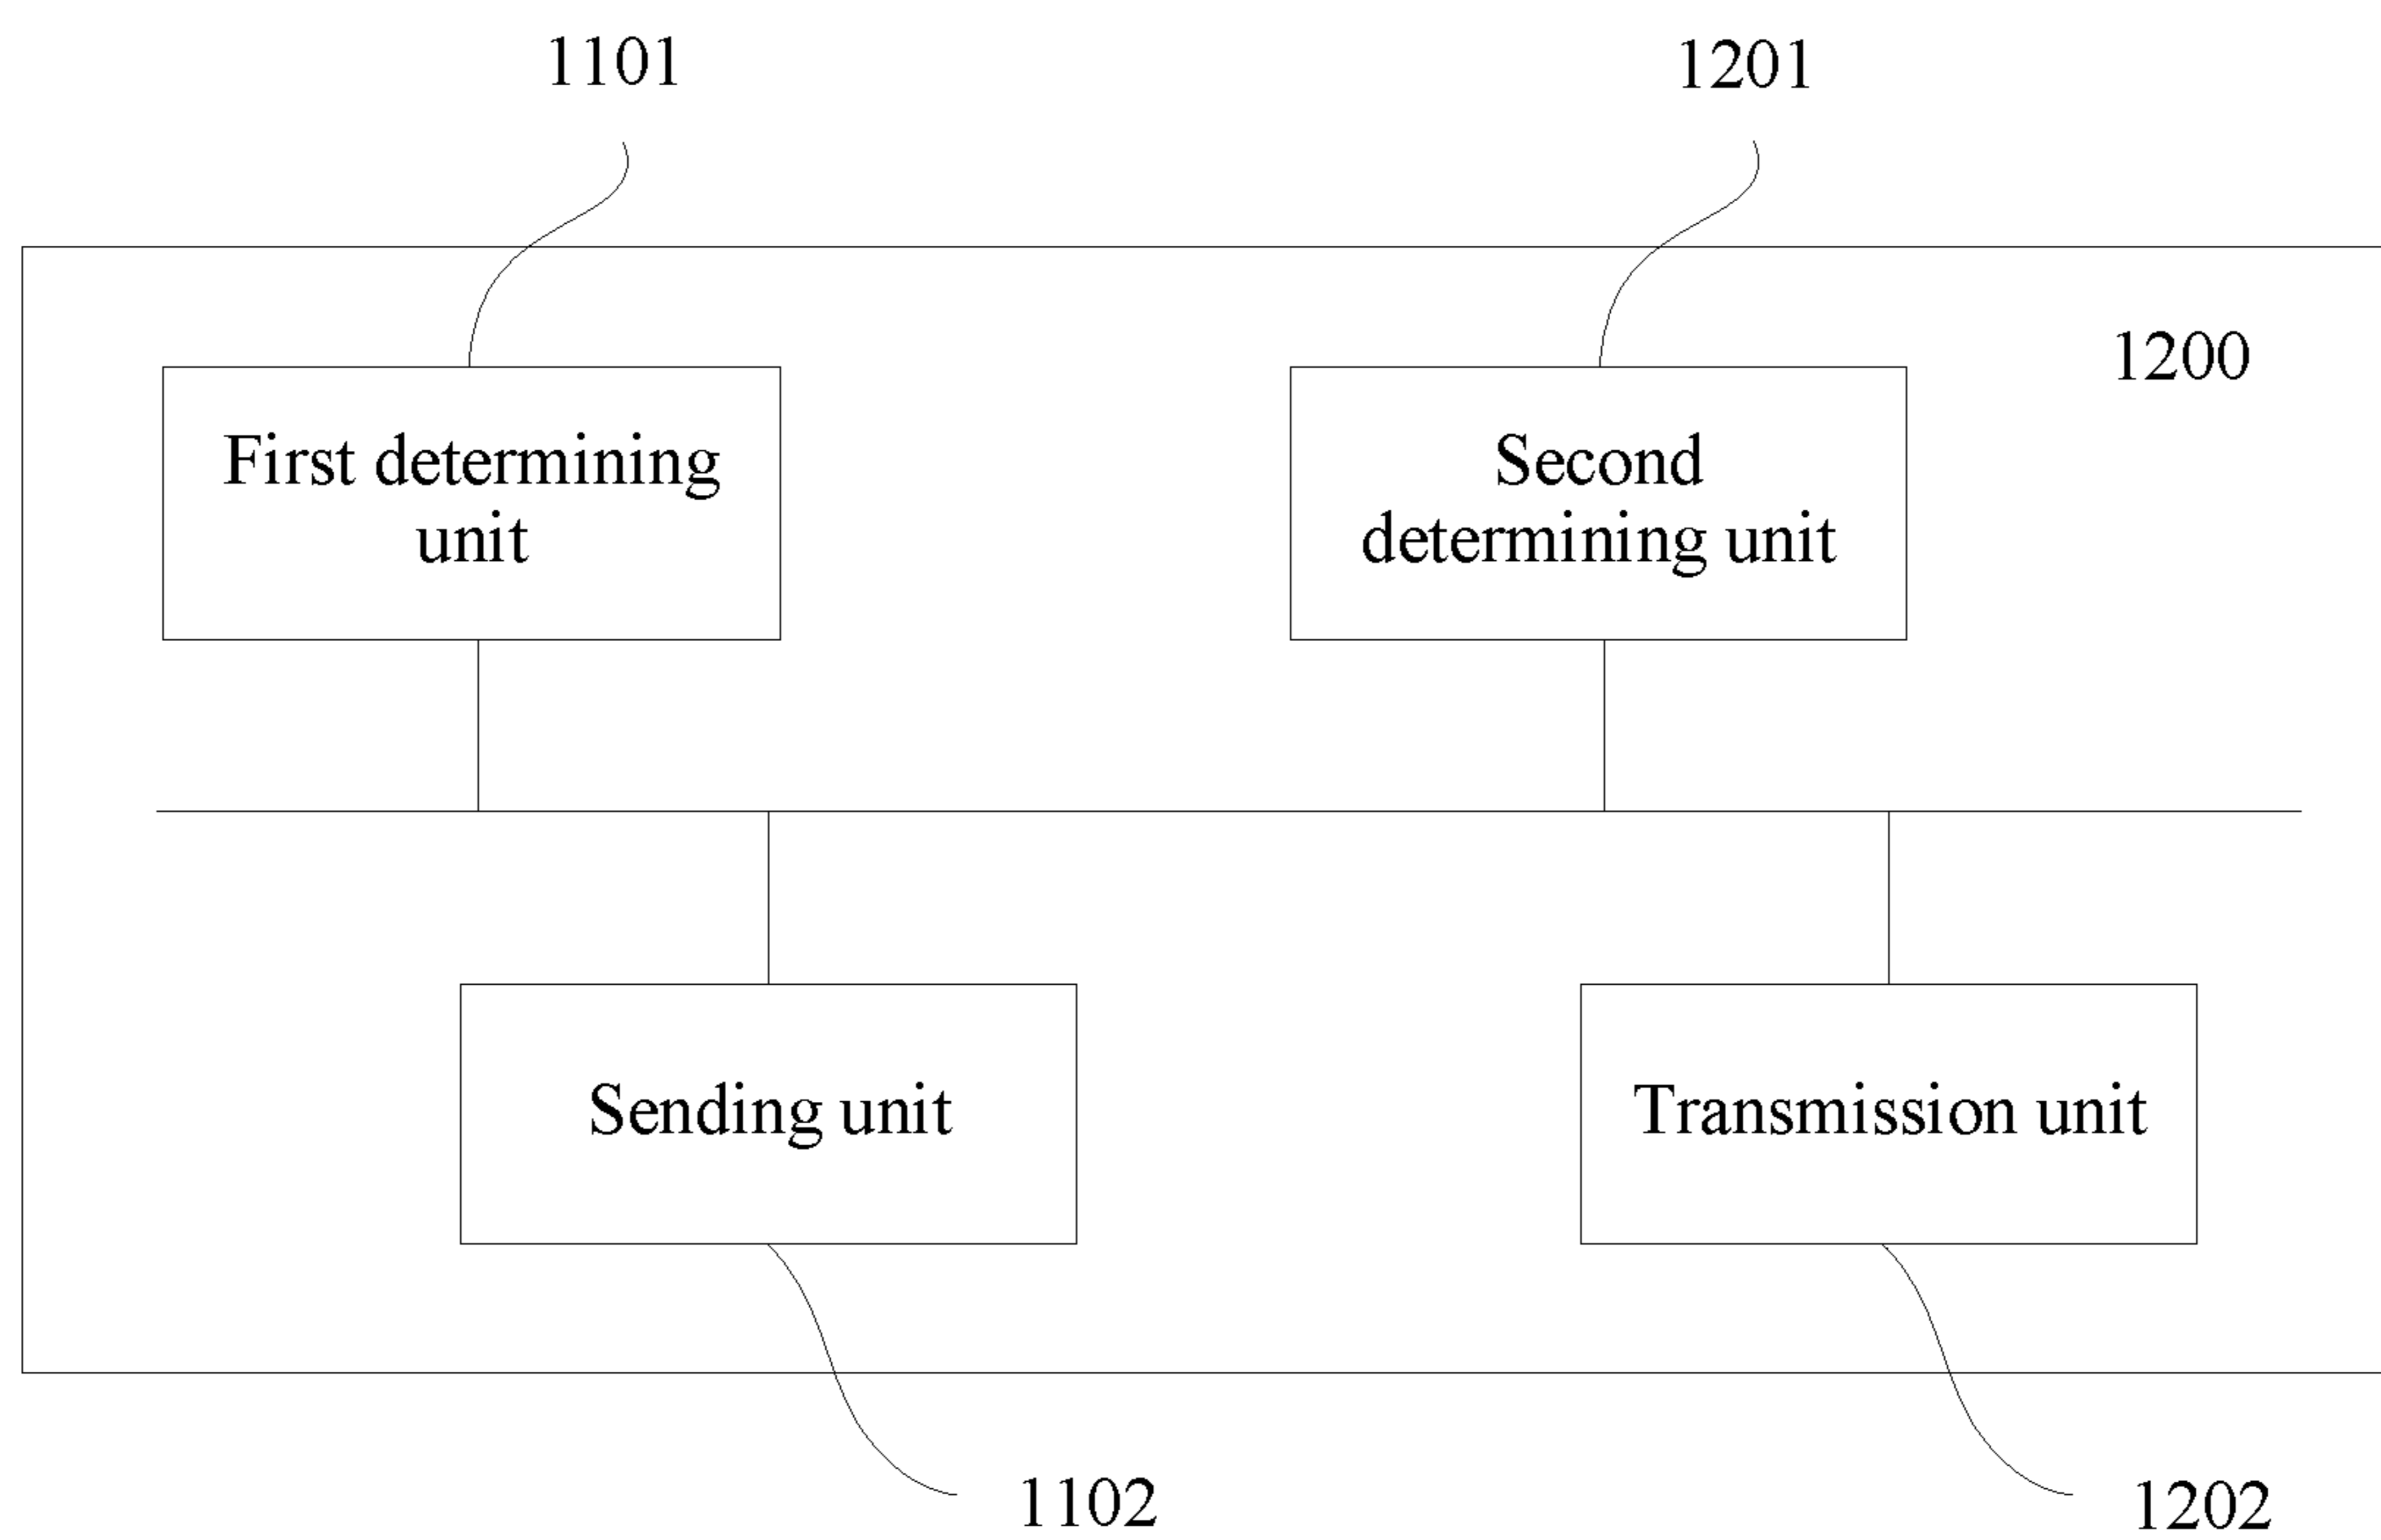 1101
1201
1200
First determining
unit
Second
determining unit
Sending unit
Transmission unit
1102
1202